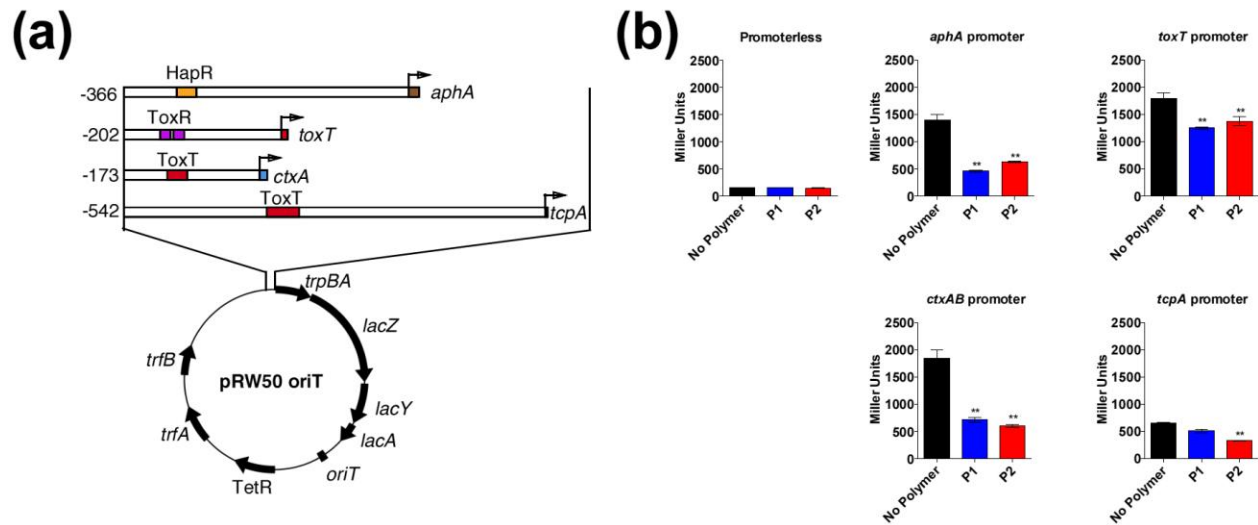 (a)
HapR
-366
aphA
ToxR
-202
toxT
ToxT
-173
ctxA
ToxT
-542
tcpA
trpBA
lacZ
trfB
pRW50 oriT
lacY
trfA
lacA
oriT
TetR
(b)
Promoterless
2500
2000
1500
1000
500
0
Miller Units
No Polymer
P1
P2
aphA promoter
2500
2000
1500
1000
500
0
Miller Units
**
**
No Polymer
P1
P2
toxT promoter
2500
2000
1500
1000
500
0
Miller Units
**
**
No Polymer
P1
P2
ctxAB promoter
2500
2000
1500
1000
500
0
Miller Units
**
**
No Polymer
P1
P2
tcpA promoter
2500
2000
1500
1000
500
0
Miller Units
**
No Polymer
P1
P2